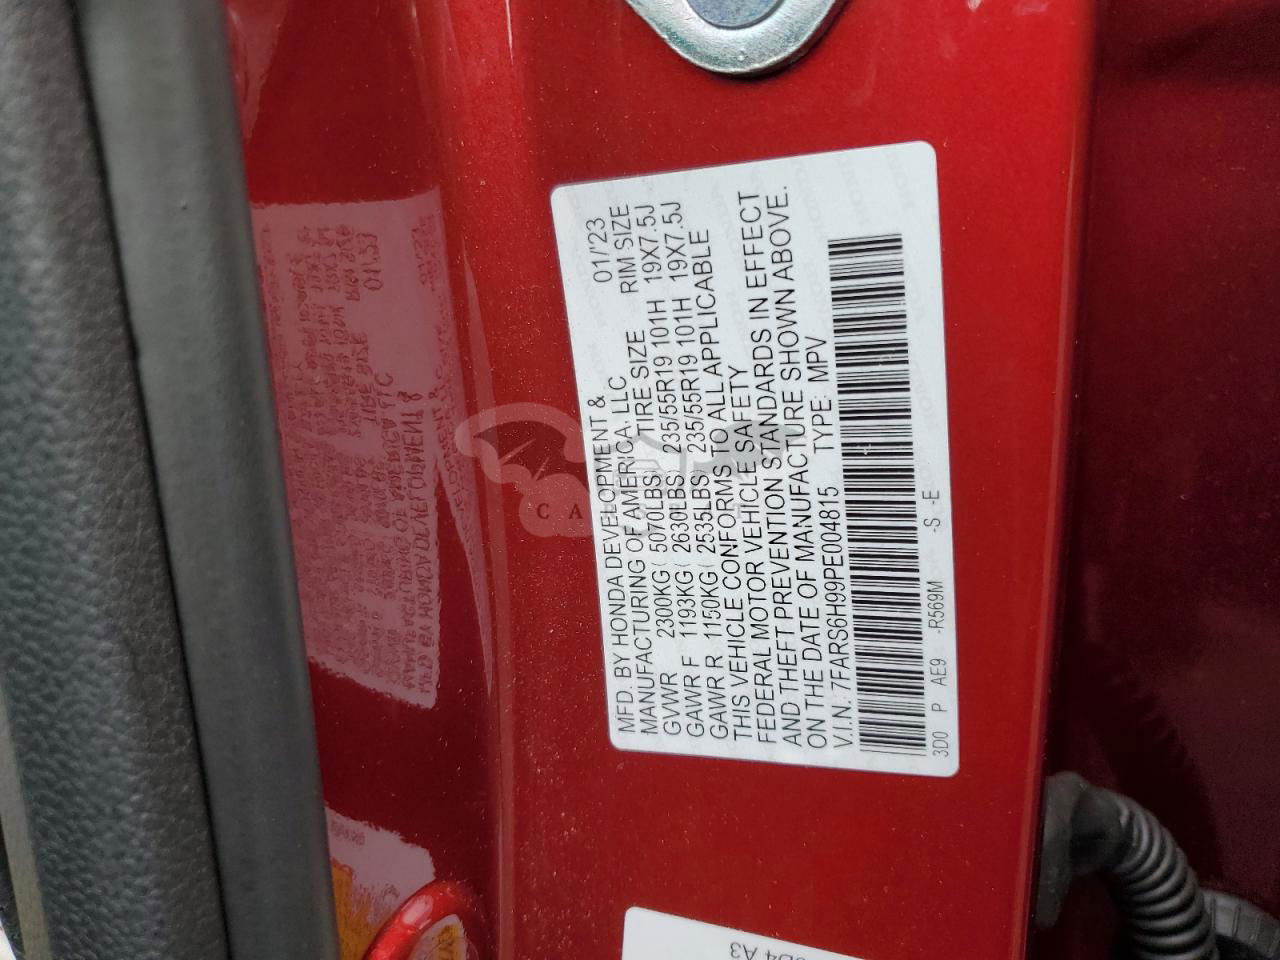 MFD. BY HONDA DEVELOPMENT &
MANUFACTURING OF AMERICA, LLC 01/'23
TIRE SIZE RIM SIZE
GVWR 2300KG ( 5070LBS)
GAWR F 1193KG ( 2630LBS) 235/55R19 101H 19X7.5J
GAWR R 1150KG ( 2535LBS) 235/55R19 101H 19X7.5J
THIS VEHICLE CONFORMS TO ALL APPLICABLE
FEDERAL MOTOR VEHICLE SAFETY
AND THEFT PREVENTION STANDARDS IN EFFECT
ON THE DATE OF MANUFACTURE SHOWN ABOVE.
V.I.N.: 7FARS6H99PE004815 TYPE: MPV
3D0 P AE9 -R569M -S -E
D4 A3
CA